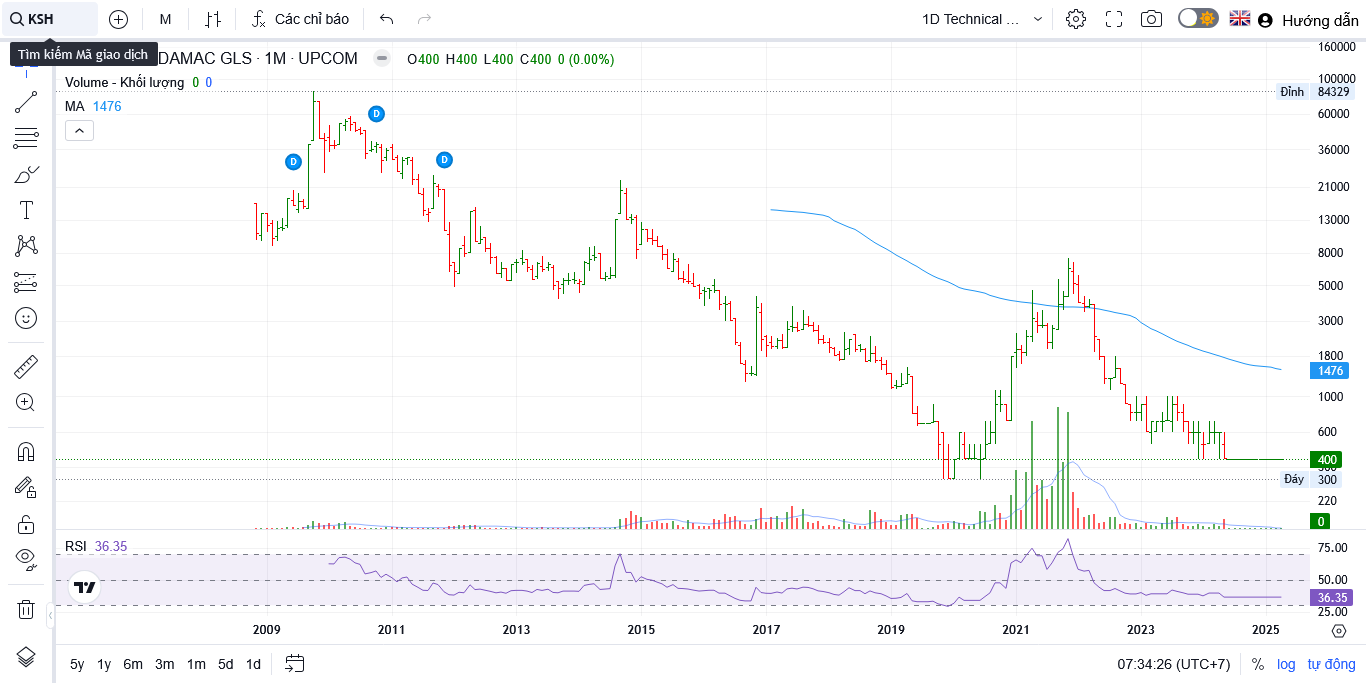 KSH M Các chỉ báo 1D Technical ... Hướng dẫn
Tìm kiếm Mã giao dịch
DAMAC GLS · 1M · UPCOM O400 H400 L400 C400 0 (0.00%)
Volume - Khối lượng 0 0
MA 1476
160000
100000
Đỉnh 84329
60000
36000
21000
13000
8000
5000
3000
1800
1476
1000
600
400
Đáy 300
220
0
D
D
D
RSI 36.35
75.00
50.00
36.35
25.00
2009 2011 2013 2015 2017 2019 2021 2023 2025
5y 1y 6m 3m 1m 5d 1d 07:34:26 (UTC+7) % log tự động